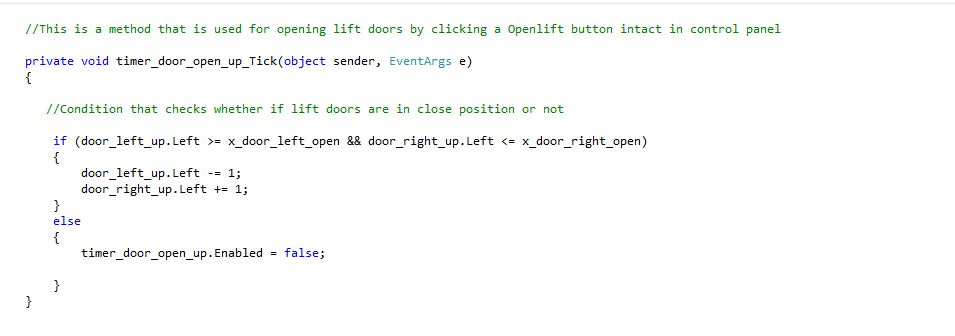 //This is a method that is used for opening lift doors by clicking a Openlift button intact in control panel
private void timer_door_open_up_Tick(object sender, EventArgs e)
{
//Condition that checks whether if lift doors are in close position or not
if (door_left_up.Left >= x_door_left_open && door_right_up.Left <= x_door_right_open)
{
door_left_up.Left -= 1;
door_right_up.Left += 1;
}
else
{
timer_door_open_up.Enabled = false;
}
}